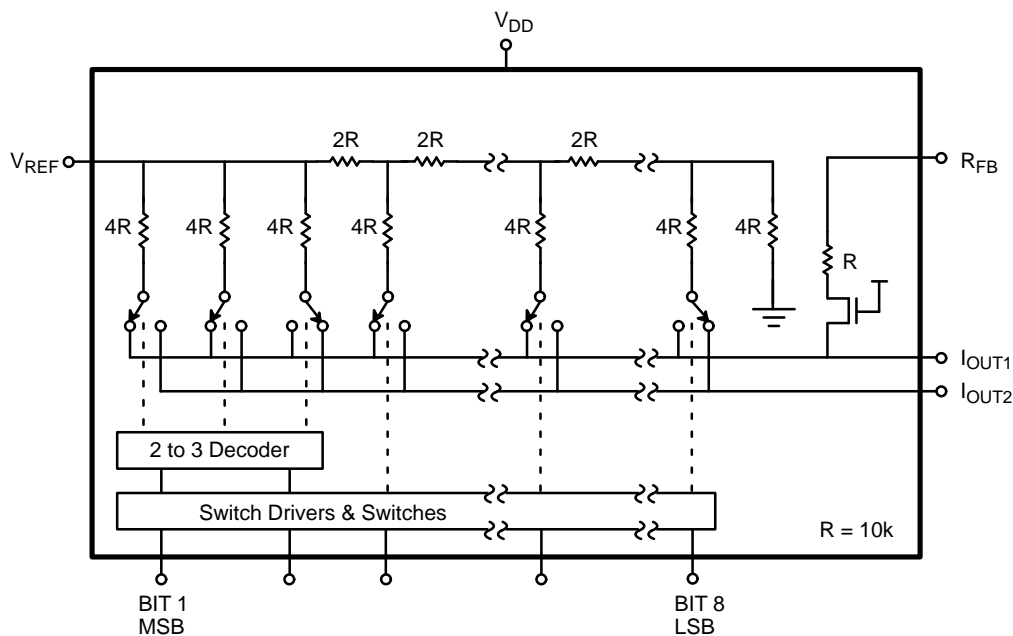 VDD
2R 2R 2R
VREF
RFB
4R 4R 4R 4R 4R 4R 4R
R
IOUT1
IOUT2
2 to 3 Decoder
Switch Drivers & Switches
R = 10k
BIT 1
MSB
BIT 8
LSB